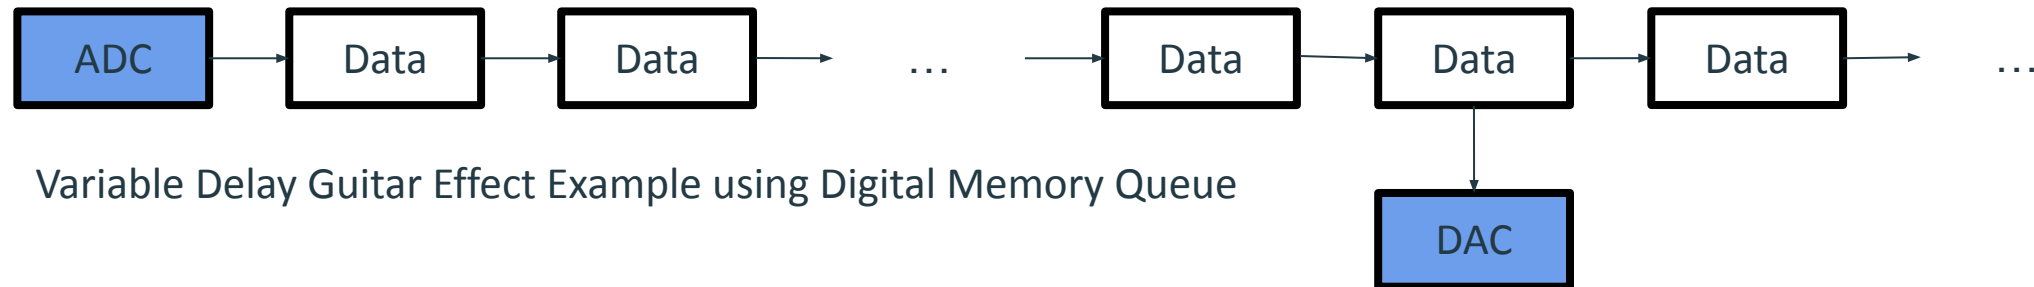 ADC Data Data ... Data Data Data ...
Variable Delay Guitar Effect Example using Digital Memory Queue
DAC